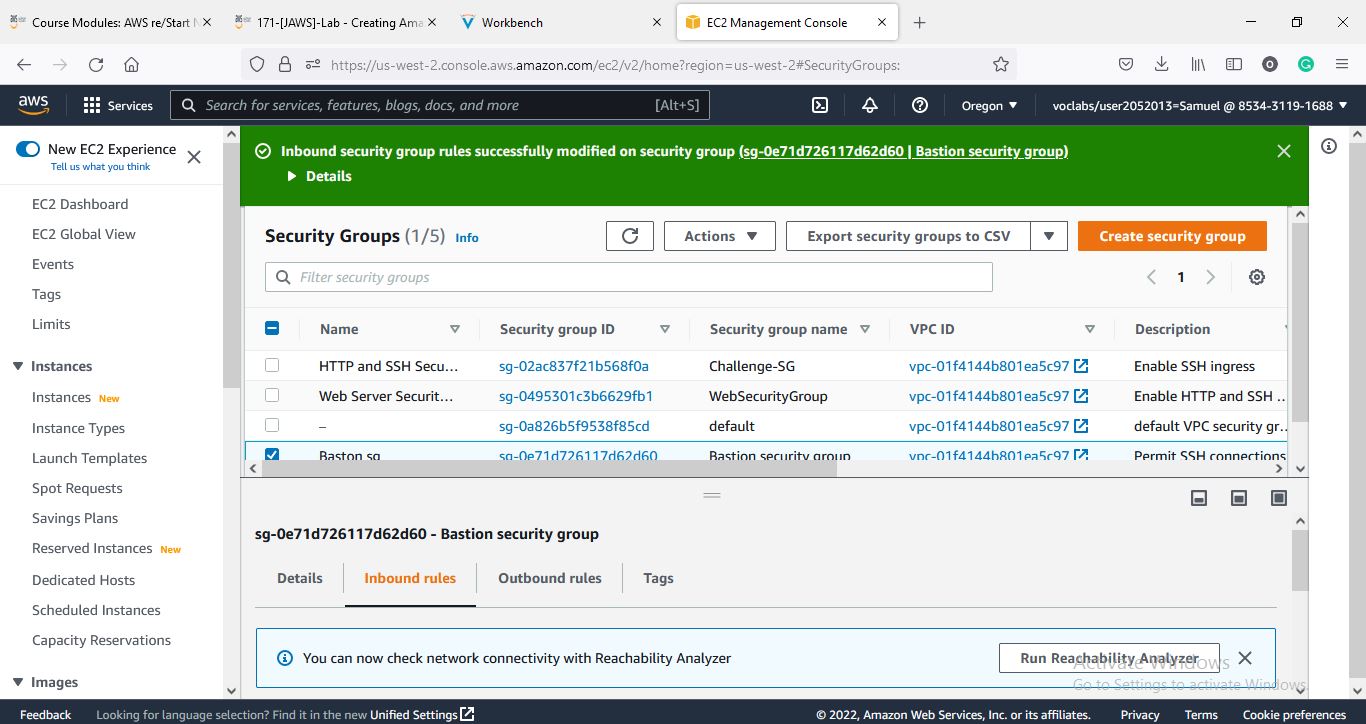 Course Modules: AWS re/Start N
171-[JAWS]-Lab - Creating Ama
Workbench
EC2 Management Console
https://us-west-2.console.aws.amazon.com/ec2/v2/home?region=us-west-2#SecurityGroups:
aws
Services
Search for services, features, blogs, docs, and more
[Alt+S]
Oregon
voclabs/user2052013=Samuel @ 8534-3119-1688
New EC2 Experience
Tell us what you think
EC2 Dashboard
EC2 Global View
Events
Tags
Limits
Instances
Instances New
Instance Types
Launch Templates
Spot Requests
Savings Plans
Reserved Instances New
Dedicated Hosts
Scheduled Instances
Capacity Reservations
Images
Inbound security group rules successfully modified on security group (sg-0e71d726117d62d60 | Bastion security group)
Details
Security Groups (1/5) Info
Actions
Export security groups to CSV
Create security group
Filter security groups
1
Name Security group ID Security group name VPC ID Description
HTTP and SSH Secu... sg-02ac837f21b568f0a Challenge-SG vpc-01f4144b801ea5c97 Enable SSH ingress
Web Server Securit... sg-0495301c3b6629fb1 WebSecurityGroup vpc-01f4144b801ea5c97 Enable HTTP and SSH ...
– sg-0a826b5f9538f85cd default vpc-01f4144b801ea5c97 default VPC security gr...
Baston sg sg-0e71d726117d62d60 Bastion security group vpc-01f4144b801ea5c97 Permit SSH connections
sg-0e71d726117d62d60 - Bastion security group
Details
Inbound rules
Outbound rules
Tags
You can now check network connectivity with Reachability Analyzer
Run Reachability Analyzer
Activate Windows
Go to Settings to activate Windows.
Feedback
Looking for language selection? Find it in the new Unified Settings
© 2022, Amazon Web Services, Inc. or its affiliates.
Privacy
Terms
Cookie preferences